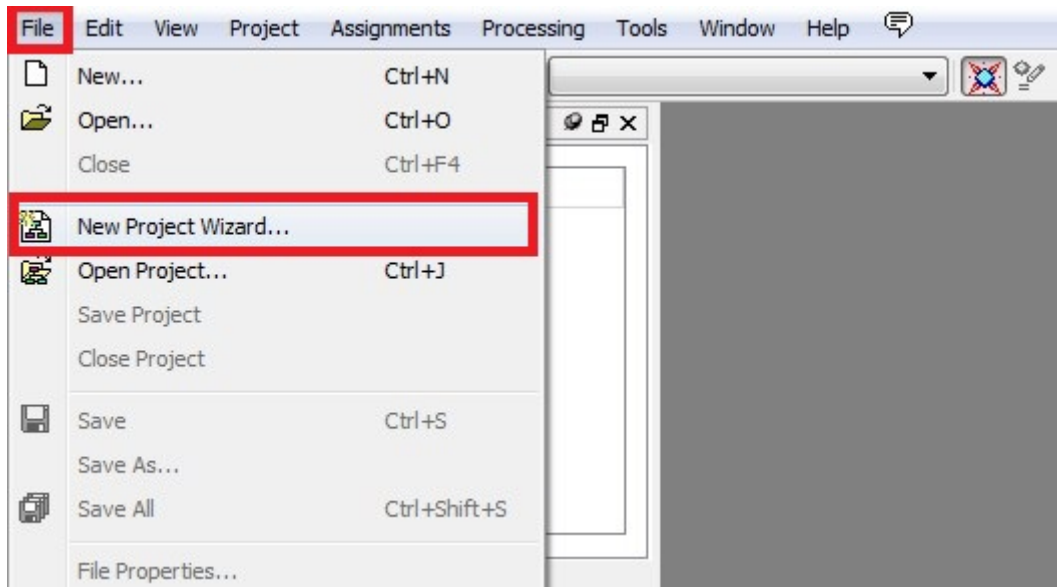 File Edit View Project Assignments Processing Tools Window Help
New... Ctrl+N
Open... Ctrl+O
Close Ctrl+F4
New Project Wizard...
Open Project... Ctrl+J
Save Project
Close Project
Save Ctrl+S
Save As...
Save All Ctrl+Shift+S
File Properties...